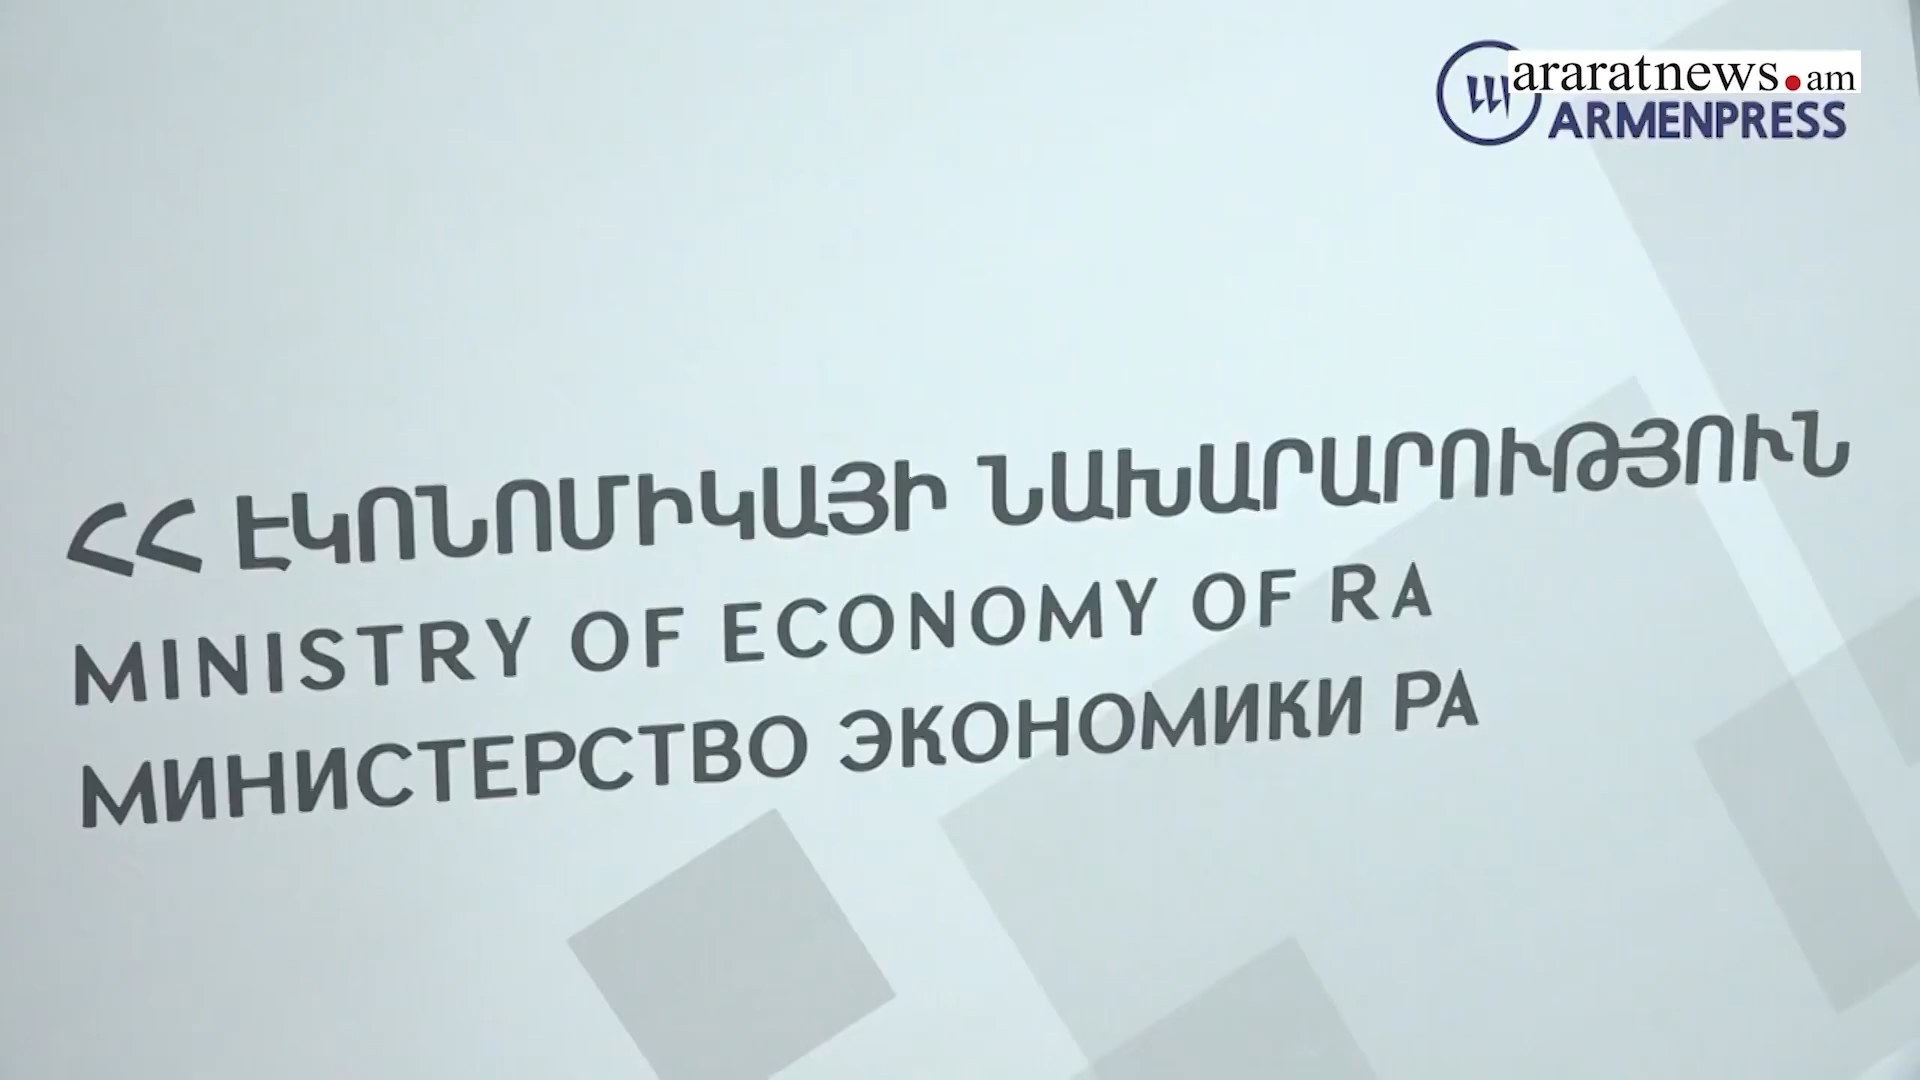 araratnews.am
ARMENPRESS
ՀՀ ԷԿՈՆՈՄԻԿԱՅԻ ՆԱԽԱՐԱՐՈՒԹՅՈՒՆ
MINISTRY OF ECONOMY OF RA
МИНИСТЕРСТВО ЭКОНОМИКИ РА